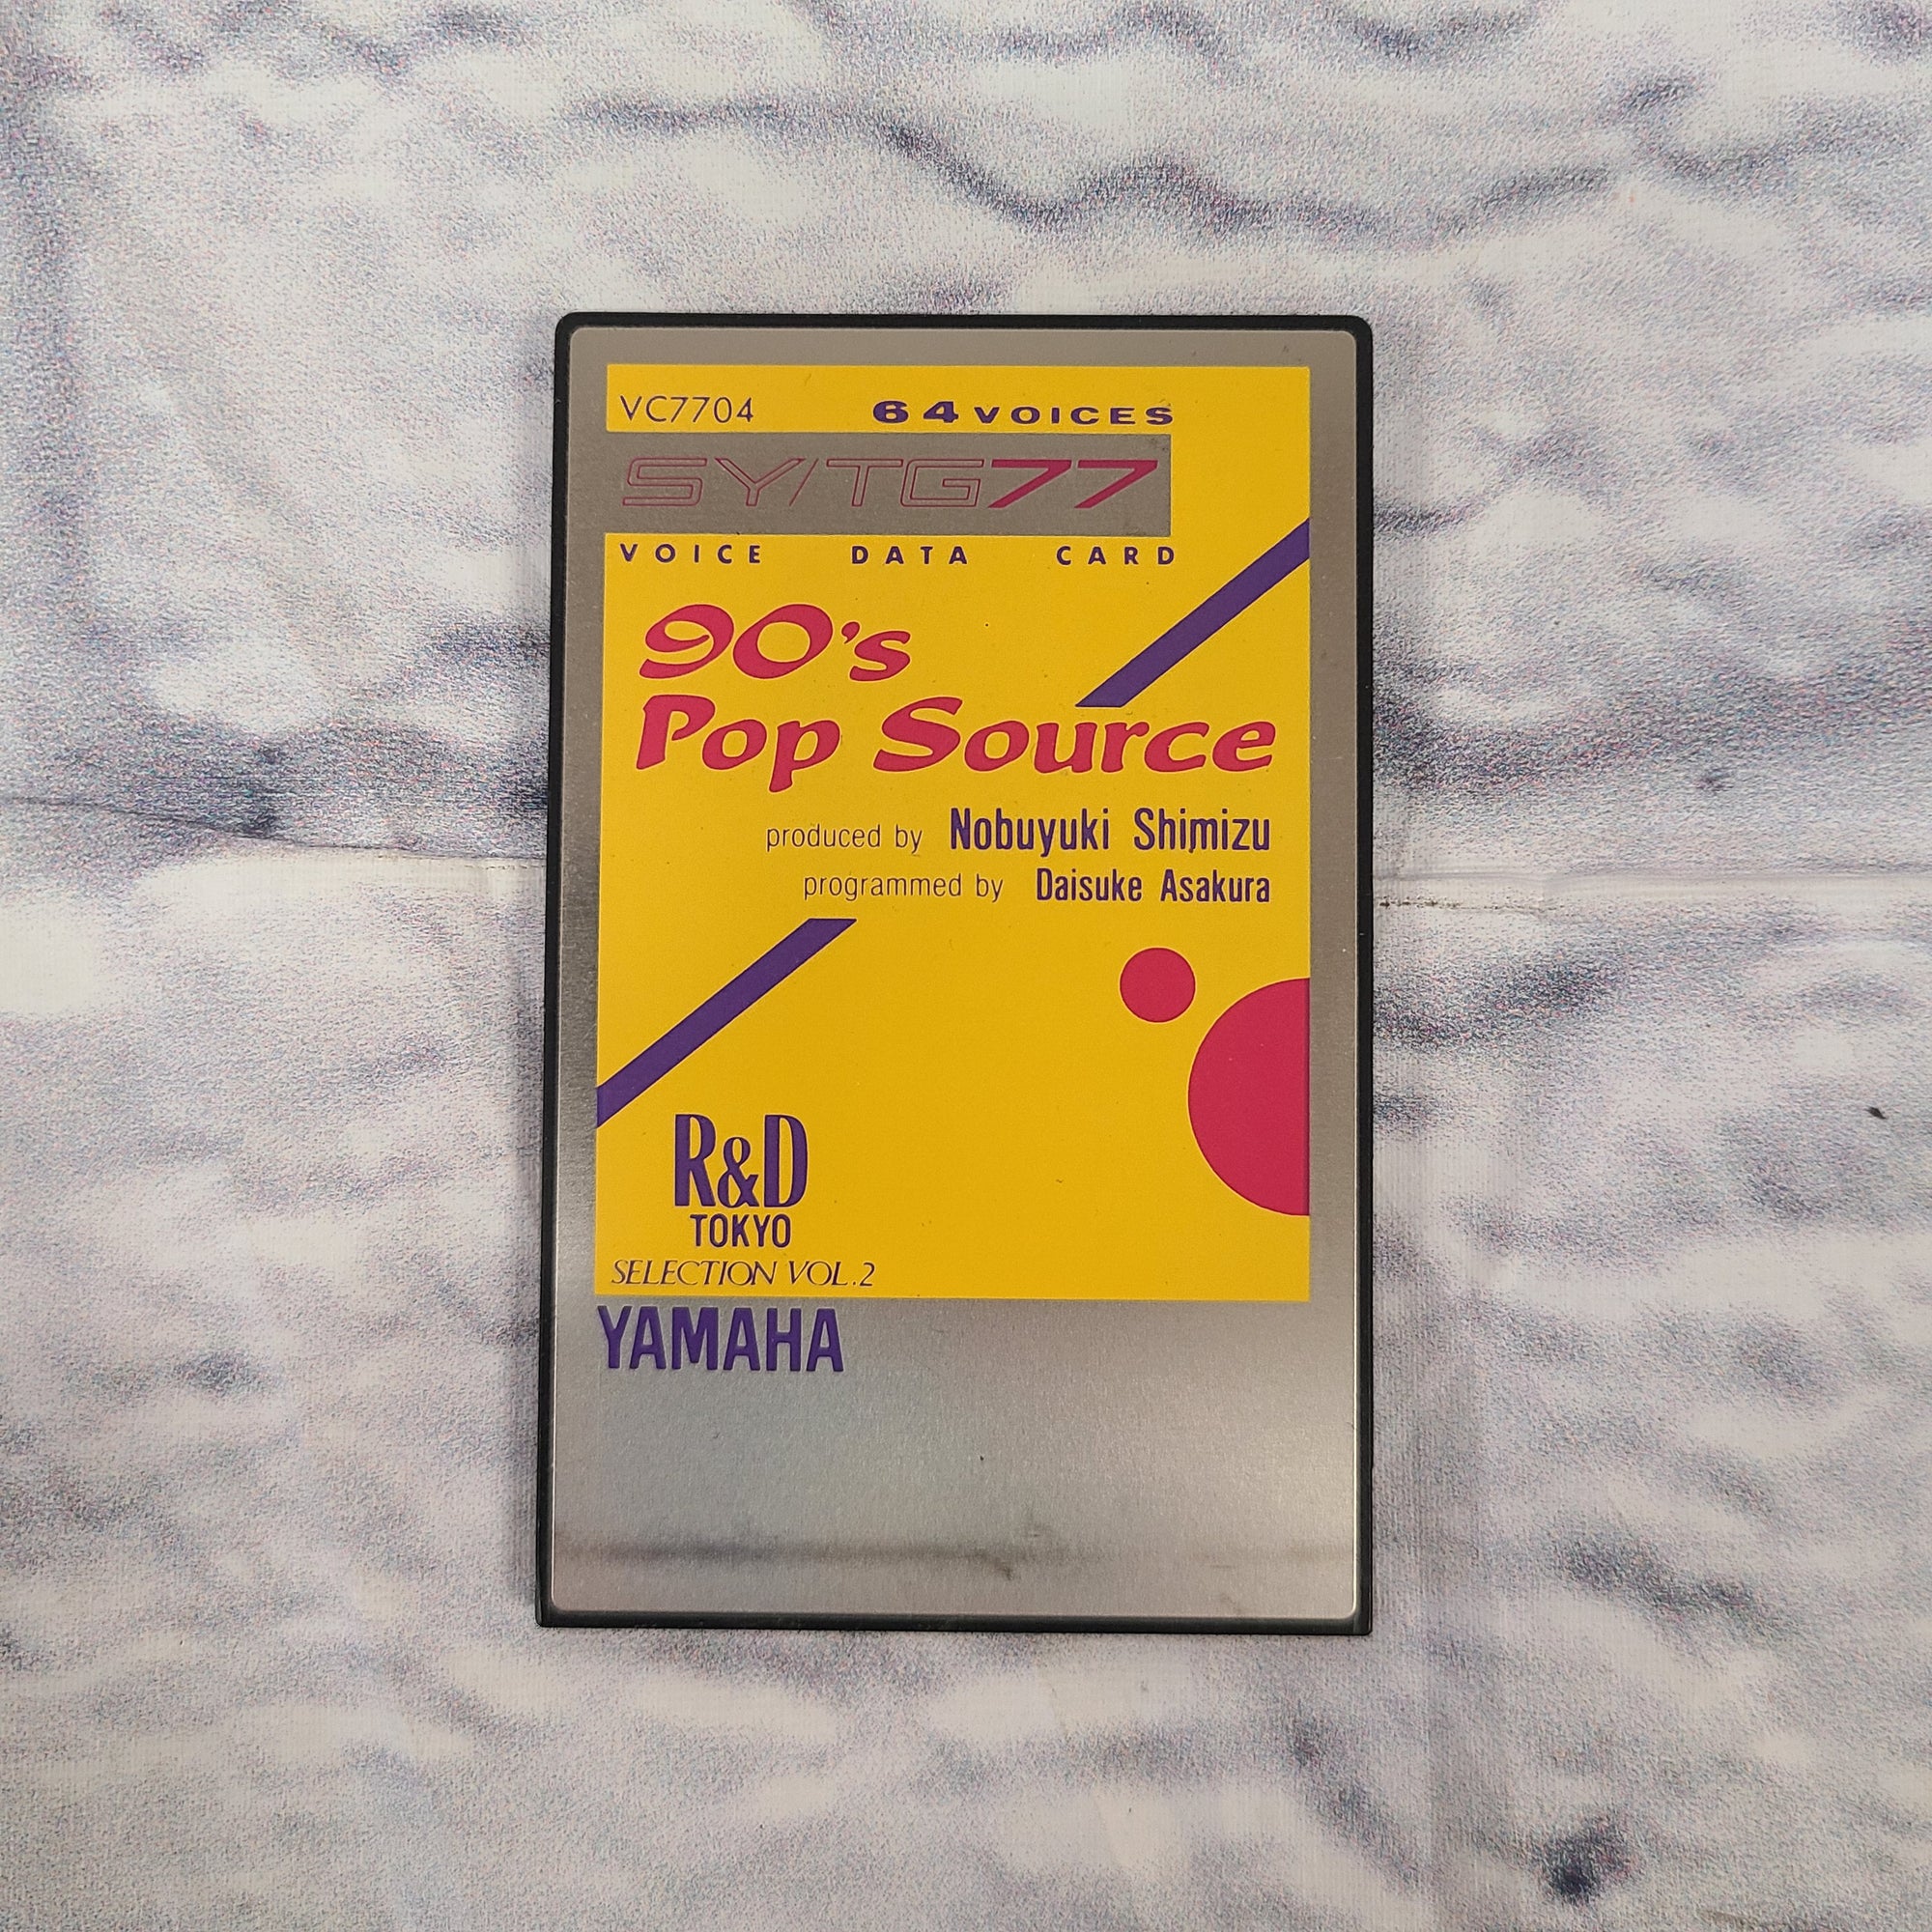 VC7704 64 VOICES
SY/TG77
VOICE DATA CARD
90's
Pop Source
produced by Nobuyuki Shimizu
programmed by Daisuke Asakura
R&D
TOKYO
SELECTION VOL.2
YAMAHA